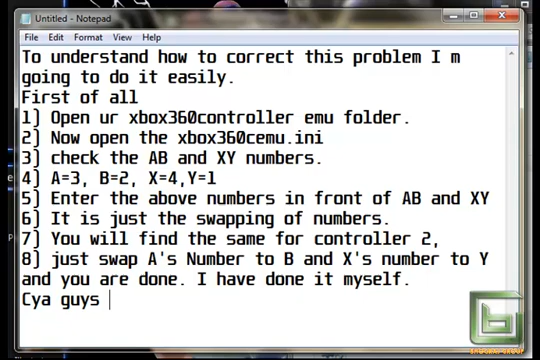 Untitled - Notepad
File Edit Format View Help
To understand how to correct this problem I m
going to do it easily.
First of all
1) Open ur xbox360controller emu folder.
2) Now open the xbox360cemu.ini
3) check the AB and XY numbers.
4) A=3, B=2, X=4,Y=1
5) Enter the above numbers in front of AB and XY
6) It is just the swapping of numbers.
7) You will find the same for controller 2,
8) just swap A's Number to B and X's number to Y
and you are done. I have done it myself.
Cya guys